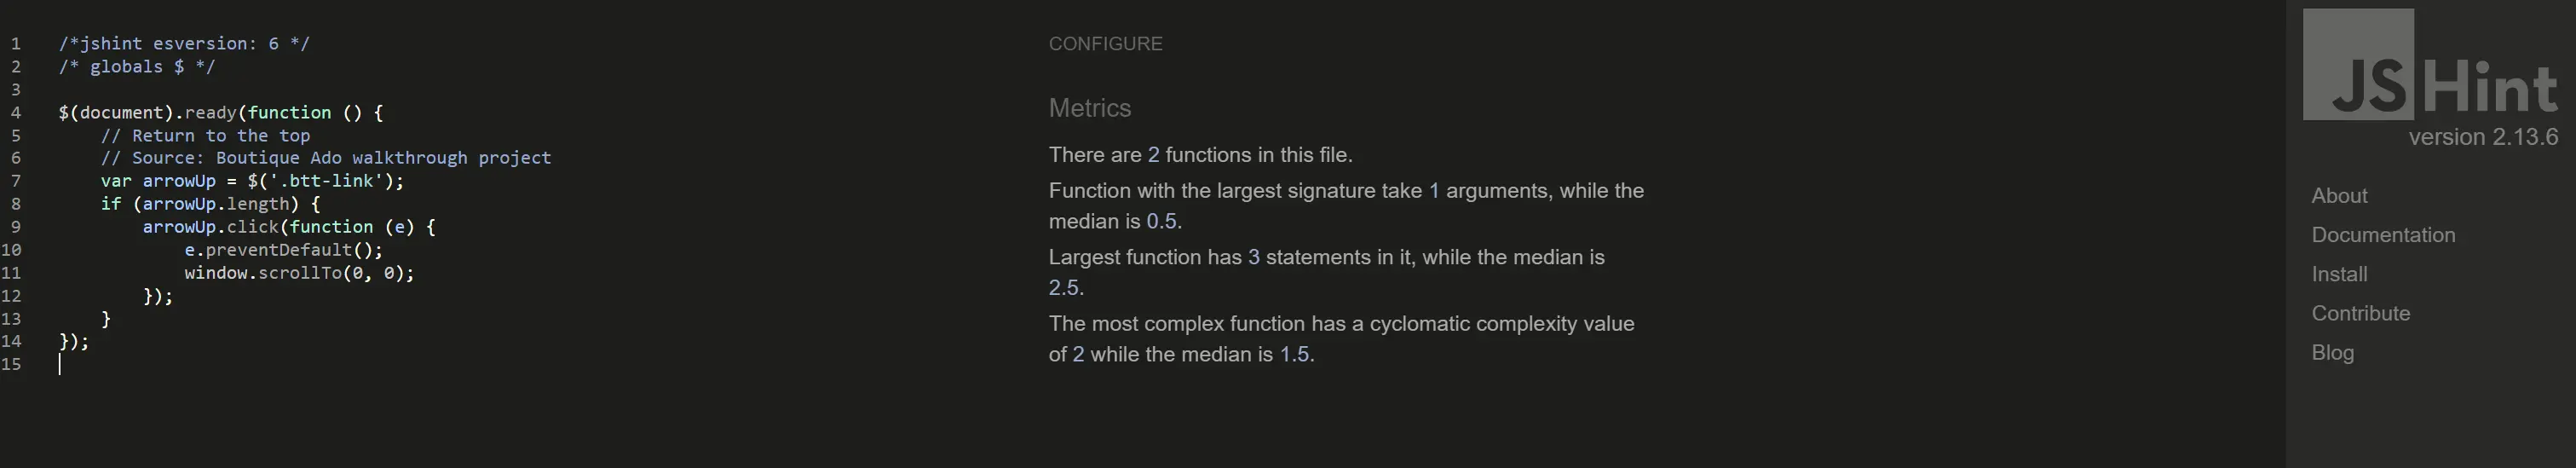 1 /*jshint esversion: 6 */
2 /* globals $ */
3
4 $(document).ready(function () {
5     // Return to the top
6     // Source: Boutique Ado walkthrough project
7     var arrowUp = $('.btt-link');
8     if (arrowUp.length) {
9         arrowUp.click(function (e) {
10             e.preventDefault();
11             window.scrollTo(0, 0);
12         });
13     }
14 });
15
CONFIGURE
Metrics
There are 2 functions in this file.
Function with the largest signature take 1 arguments, while the
median is 0.5.
Largest function has 3 statements in it, while the median is
2.5.
The most complex function has a cyclomatic complexity value
of 2 while the median is 1.5.
JSHint
version 2.13.6
About
Documentation
Install
Contribute
Blog